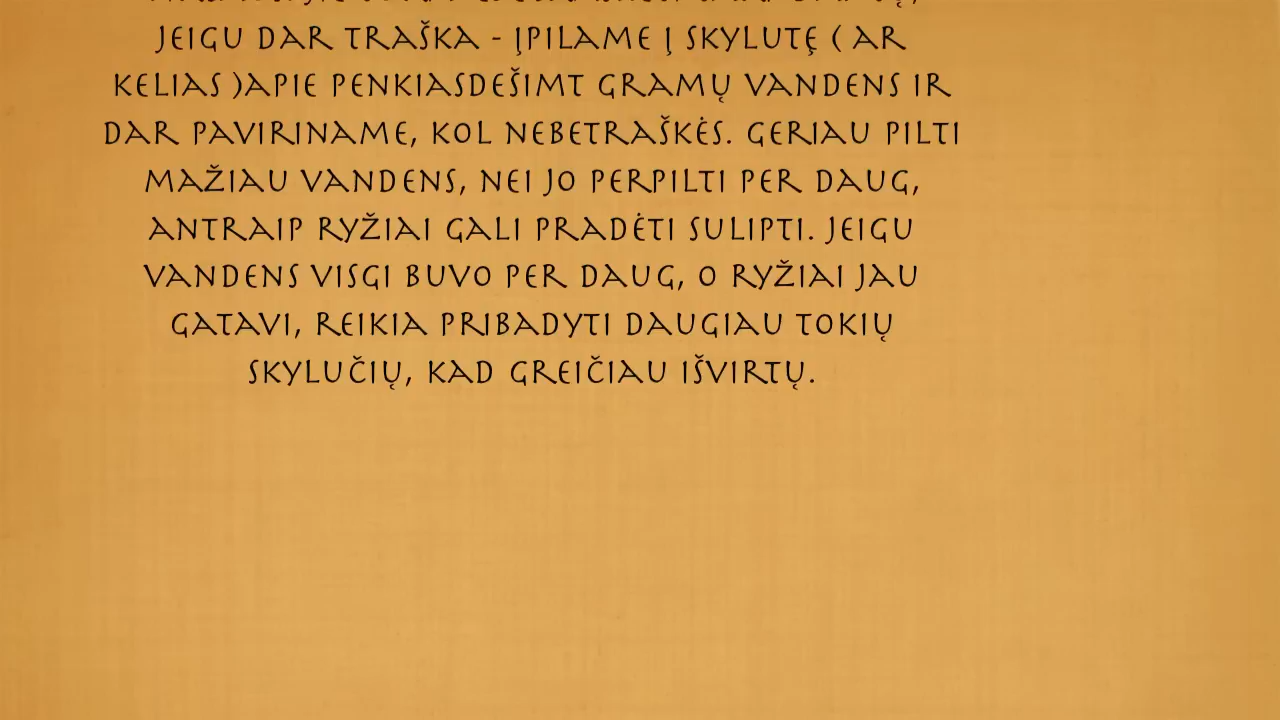 JEIGU DAR TRAŠKA - ĮPILAME Į SKYLUTĘ ( AR
KELIAS )APIE PENKIASDEŠIMT GRAMŲ VANDENS IR
DAR PAVIRINAME, KOL NEBETRAŠKĖS. GERIAU PILTI
MAŽIAU VANDENS, NEI JO PERPILTI PER DAUG,
ANTRAIP RYŽIAI GALI PRADĖTI SULIPTI. JEIGU
VANDENS VISGI BUVO PER DAUG, O RYŽIAI JAU
GATAVI, REIKIA PRIBADYTI DAUGIAU TOKIŲ
SKYLUČIŲ, KAD GREIČIAU IŠVIRTŲ.